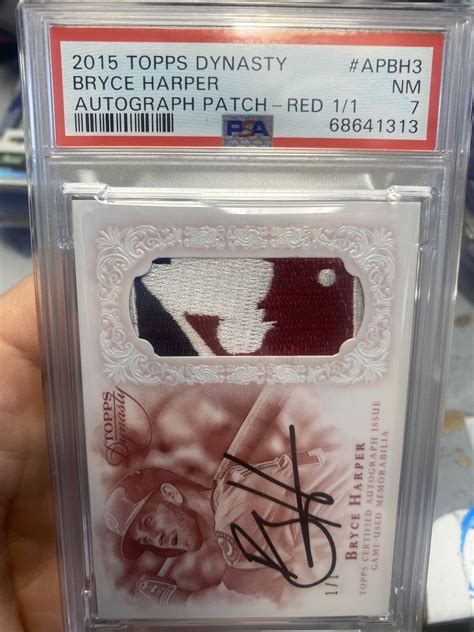 2015 TOPPS DYNASTY #APBH3
BRYCE HARPER NM
AUTOGRAPH PATCH-RED 1/1 7
PSA 68641313
TOPPS
Dynasty
BRYCE HARPER
TOPPS CERTIFIED AUTOGRAPH ISSUE
GAME-USED MEMORABILIA
1/1